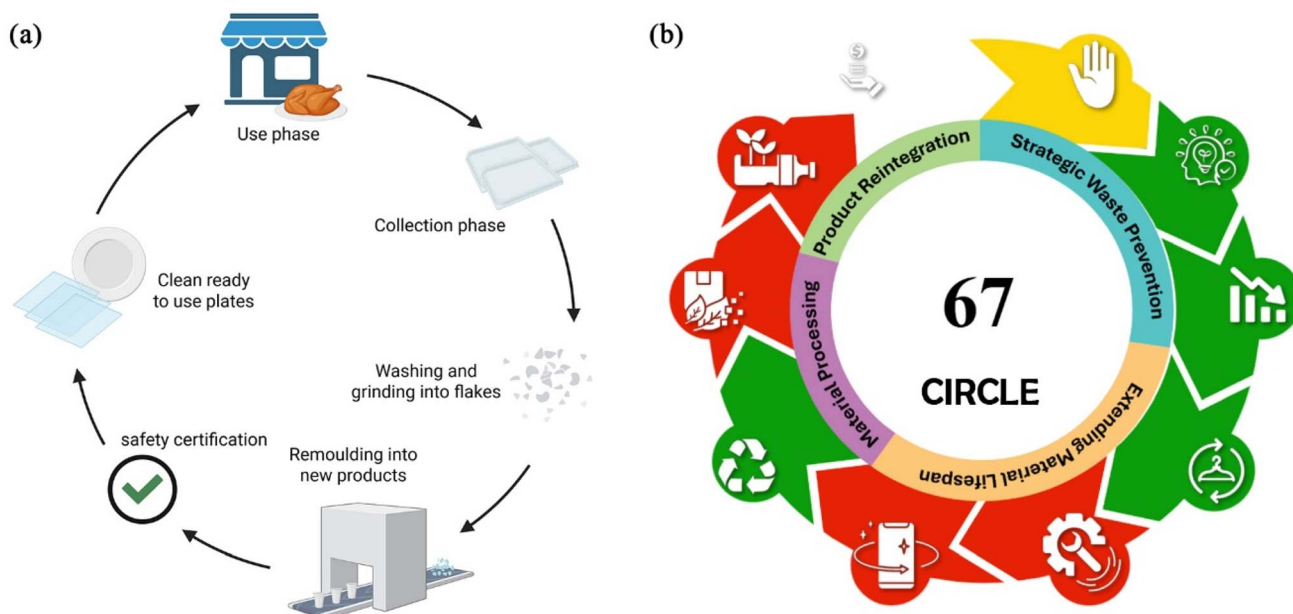 (a)
Use phase
Collection phase
Washing and
grinding into flakes
Remoulding into
new products
safety certification
Clean ready
to use plates
(b)
Strategic Waste Prevention
Extending Material Lifespan
Material Processing
Product Reintegration
67
CIRCLE
$